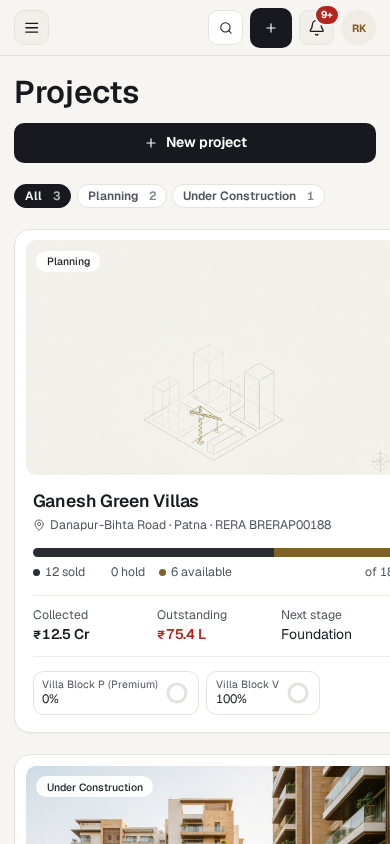 9+
RK
Projects
+ New project
All 3 Planning 2 Under Construction 1
Planning
Ganesh Green Villas
Danapur-Bihta Road · Patna · RERA BRERAP00188
12 sold 0 hold 6 available of
Collected Outstanding Next stage
₹12.5 Cr ₹75.4 L Foundation
Villa Block P (Premium) Villa Block V
0% 100%
Under Construction